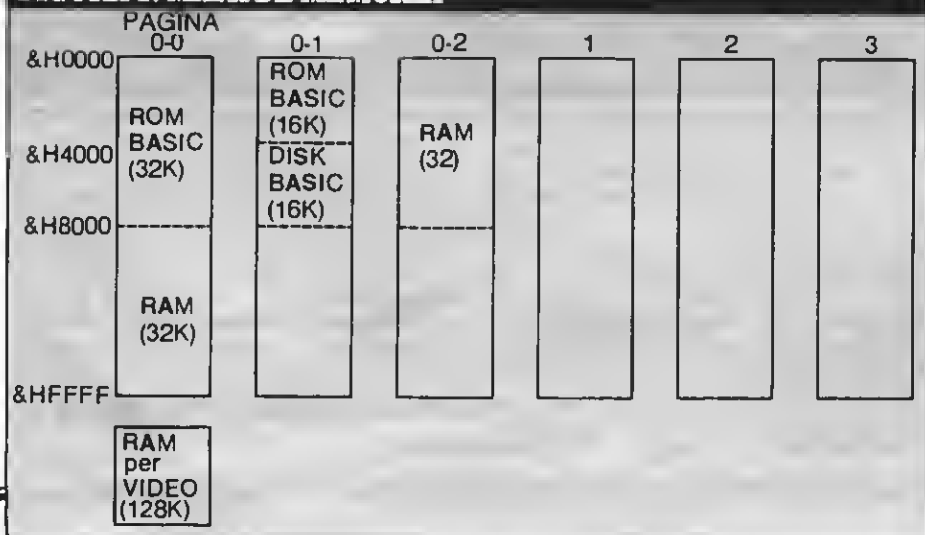 PAGINA
0-0 0-1 0-2 1 2 3
&H0000
ROM
BASIC
(32K)
ROM
BASIC
(16K)
RAM
(32)
&H4000
DISK
BASIC
(16K)
&H8000
RAM
(32K)
&HFFFF
RAM
per
VIDEO
(128K)